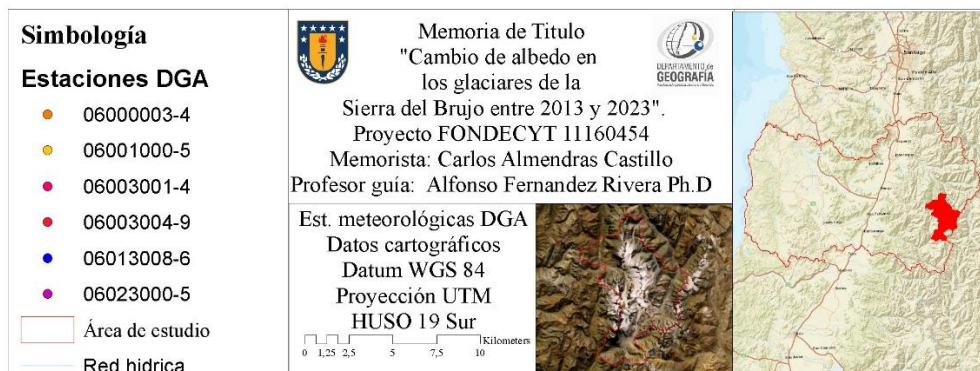 Simbología
Estaciones DGA
06000003-4
06001000-5
06003001-4
06003004-9
06013008-6
06023000-5
Área de estudio
Red hidrica
Memoria de Titulo
"Cambio de albedo en
los glaciares de la
Sierra del Brujo entre 2013 y 2023".
Proyecto FONDECYT 11160454
Memorista: Carlos Almendras Castillo
Profesor guía: Alfonso Fernandez Rivera Ph.D
DEPARTAMENTO de
GEOGRAFÍA
Est. meteorológicas DGA
Datos cartográficos
Datum WGS 84
Proyección UTM
HUSO 19 Sur
Kilometers
0 1,25 2,5 5 7,5 10